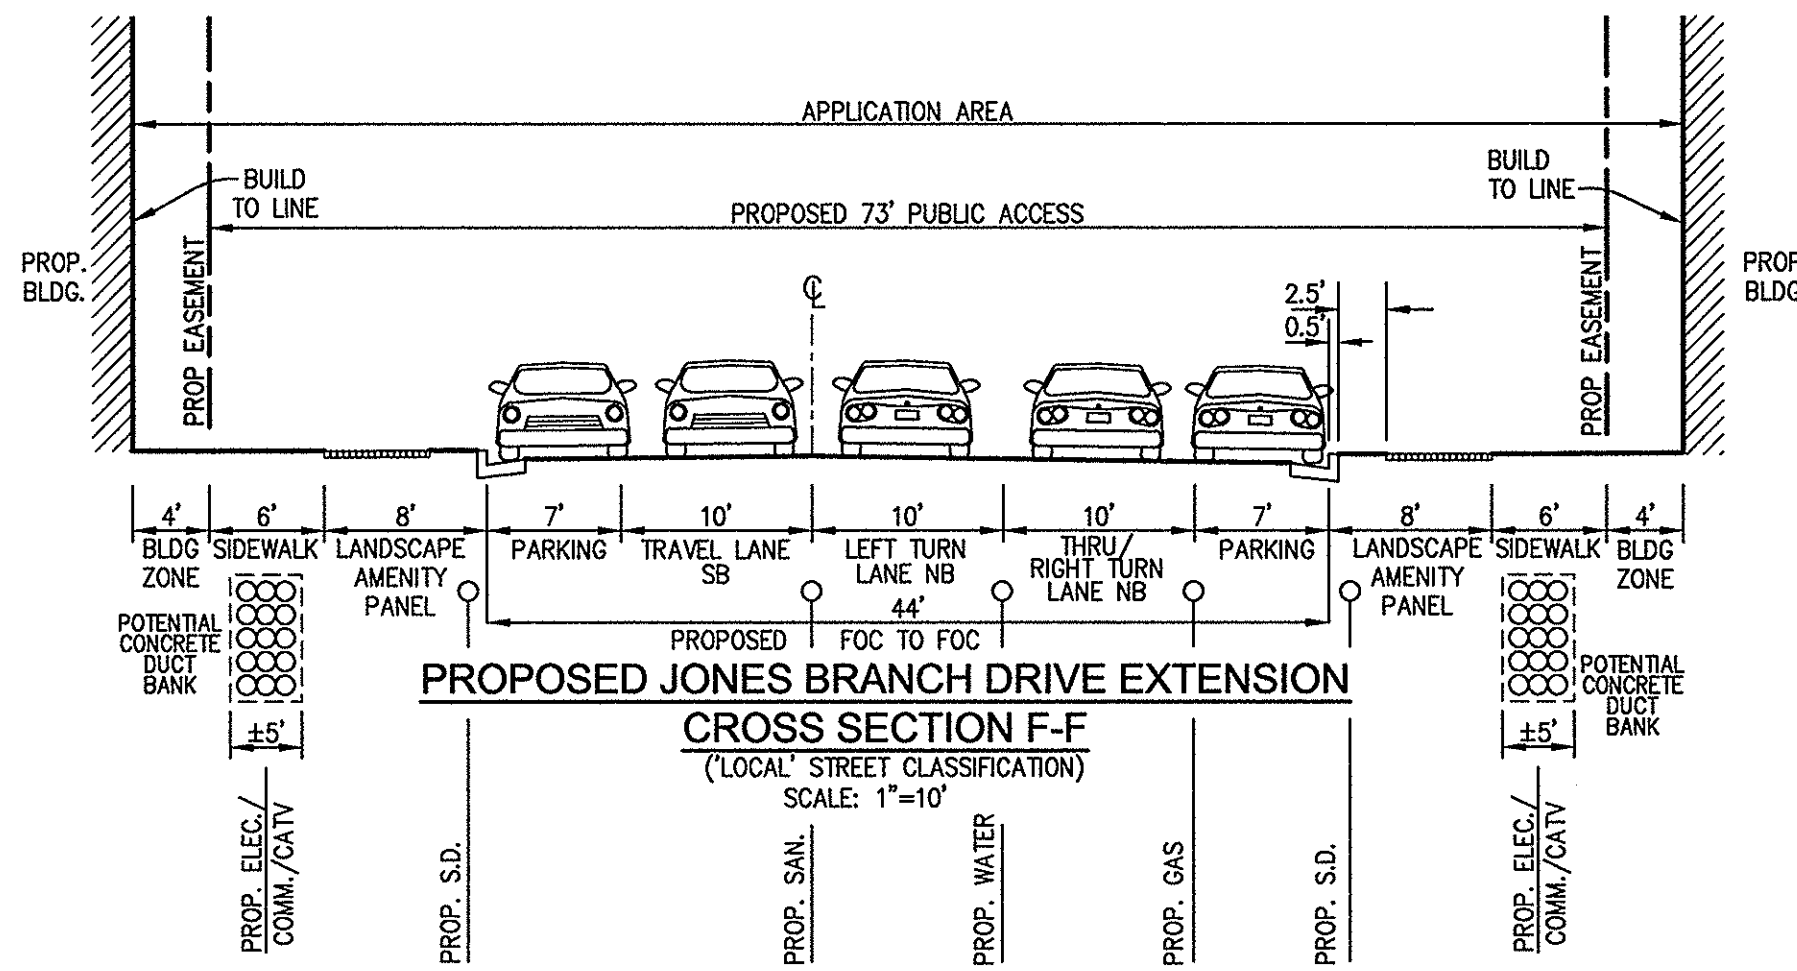 APPLICATION AREA
BUILD
TO LINE
BUILD
TO LINE
PROPOSED 73' PUBLIC ACCESS
PROP.
BLDG.
PROP EASEMENT
℄
2.5'
0.5'
PROP EASEMENT
PROP
BLDG
4'
6'
8'
7'
10'
10'
10'
7'
8'
6'
4'
BLDG
ZONE
SIDEWALK
LANDSCAPE
AMENITY
PANEL
PARKING
TRAVEL LANE
SB
LEFT TURN
LANE NB
THRU/
RIGHT TURN
LANE NB
PARKING
LANDSCAPE
AMENITY
PANEL
SIDEWALK
BLDG
ZONE
POTENTIAL
CONCRETE
DUCT
BANK
44'
PROPOSED FOC TO FOC
POTENTIAL
CONCRETE
DUCT
BANK
PROPOSED JONES BRANCH DRIVE EXTENSION
CROSS SECTION F-F
('LOCAL' STREET CLASSIFICATION)
SCALE: 1"=10'
±5'
±5'
PROP. ELEC./
COMM./CATV
PROP. S.D.
PROP. SAN.
PROP. WATER
PROP. GAS
PROP. S.D.
PROP. ELEC./
COMM./CATV